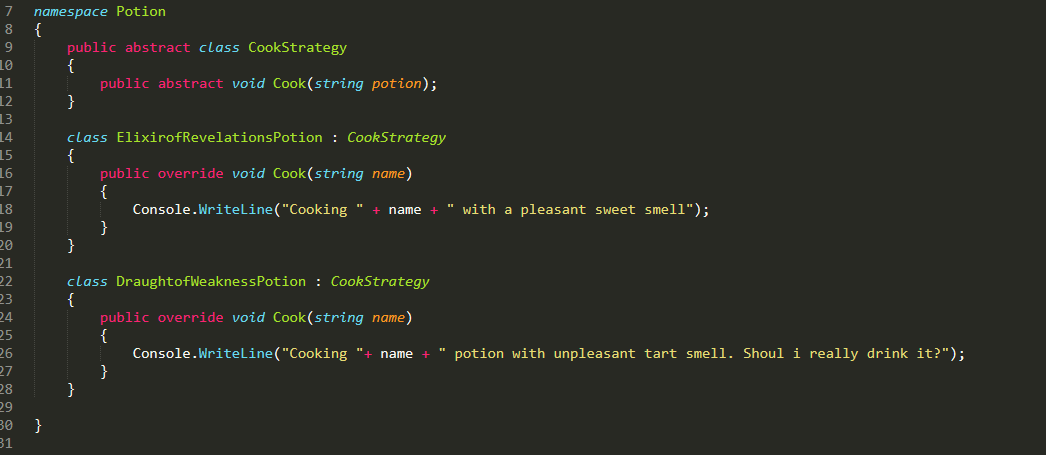 7 namespace Potion
8 {
9 public abstract class CookStrategy
10 {
11 public abstract void Cook(string potion);
12 }
13
14 class ElixirofRevelationsPotion : CookStrategy
15 {
16 public override void Cook(string name)
17 {
18 Console.WriteLine("Cooking " + name + " with a pleasant sweet smell");
19 }
20 }
21
22 class DraughtofWeaknessPotion : CookStrategy
23 {
24 public override void Cook(string name)
25 {
26 Console.WriteLine("Cooking "+ name + " potion with unpleasant tart smell. Shoul i really drink it?");
27 }
28 }
29
30 }
31